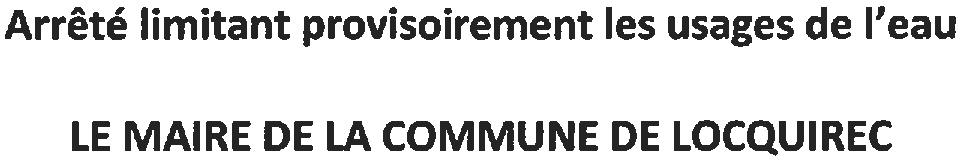 Arrêté limitant provisoirement les usages de l'eau
LE MAIRE DE LA COMMUNE DE LOCQUIREC